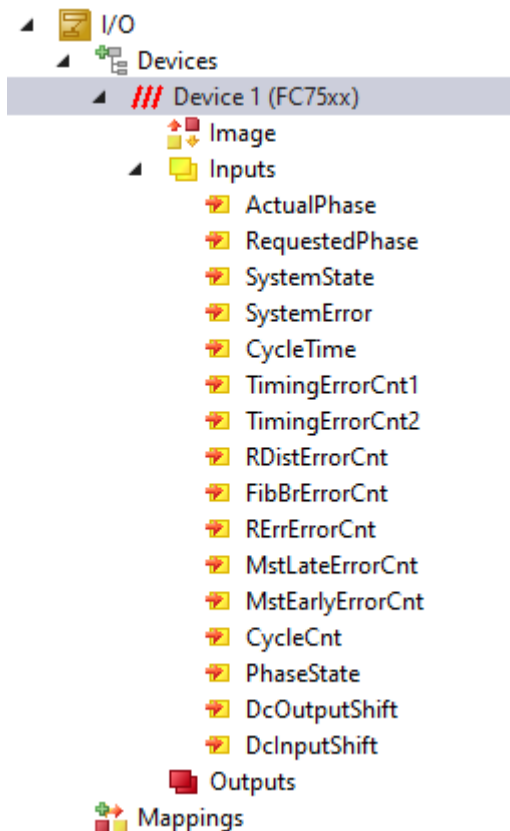 I/O
Devices
Device 1 (FC75xx)
Image
Inputs
ActualPhase
RequestedPhase
SystemState
SystemError
CycleTime
TimingErrorCnt1
TimingErrorCnt2
RDistErrorCnt
FibBrErrorCnt
RErrErrorCnt
MstLateErrorCnt
MstEarlyErrorCnt
CycleCnt
PhaseState
DcOutputShift
DcInputShift
Outputs
Mappings